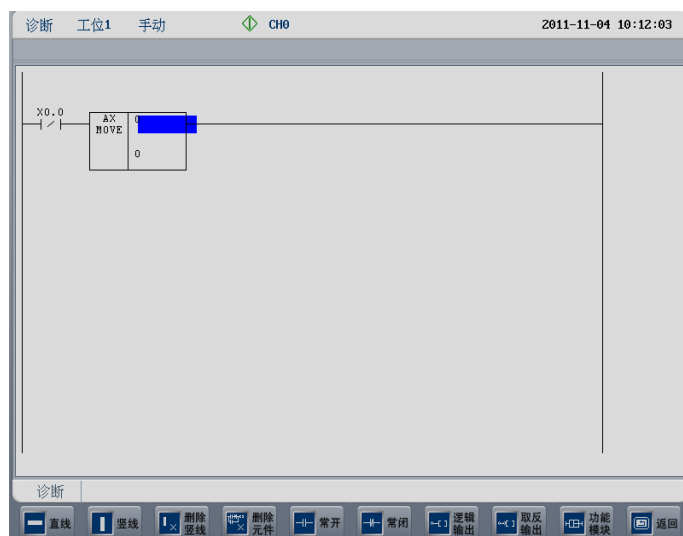 诊断 工位1 手动 CH0 2011-11-04 10:12:03
X0.0
AX 0
MOVE
0
诊断
直线 竖线 删除竖线 删除元件 常开 常闭 逻辑输出 取反输出 功能模块 返回